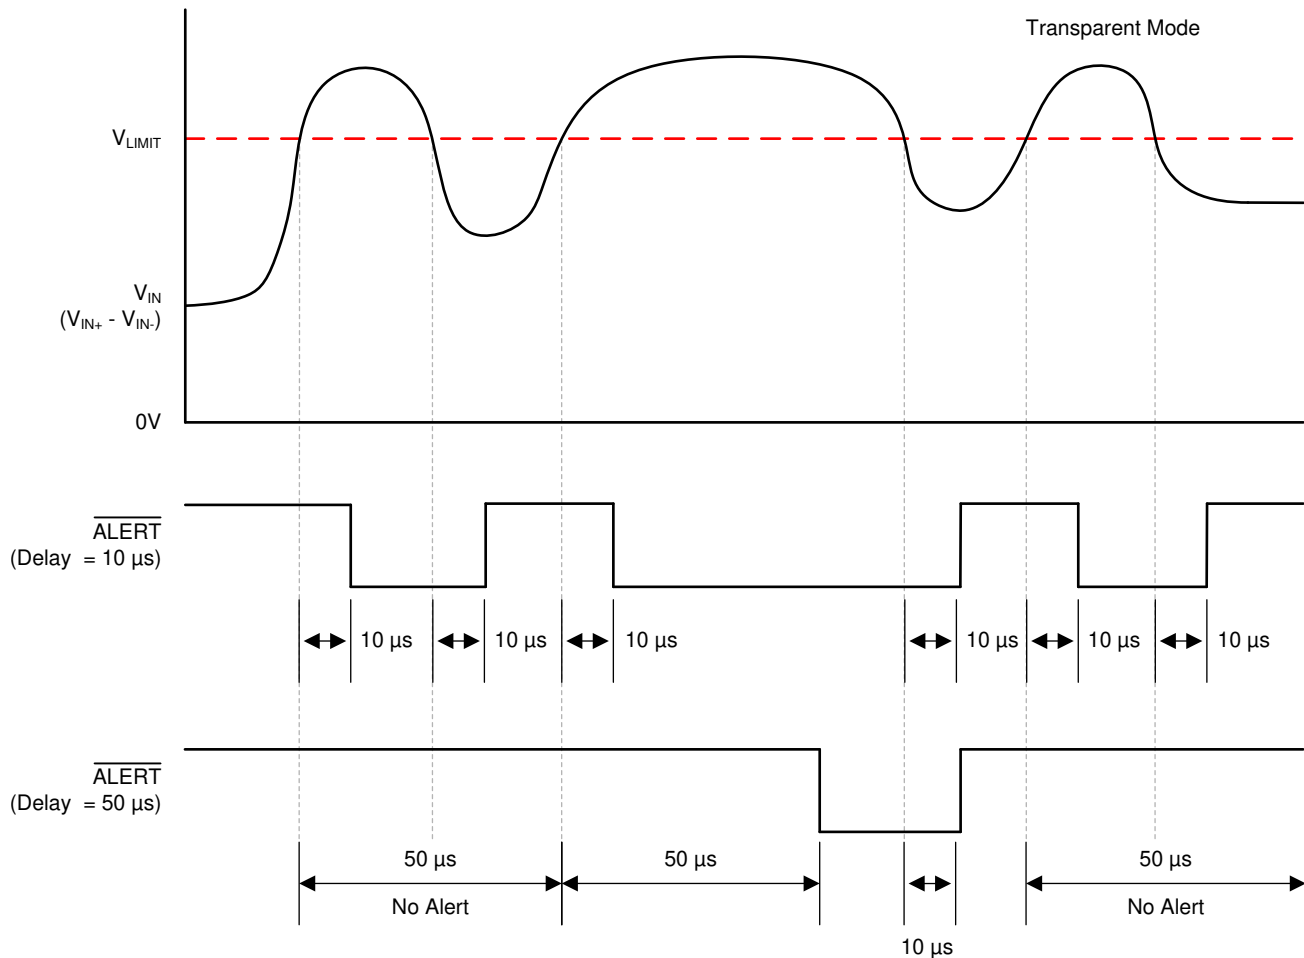 Transparent Mode
VLIMIT
VIN
(VIN+ - VIN-)
0V
ALERT
(Delay = 10 µs)
10 µs
10 µs
10 µs
10 µs
10 µs
10 µs
ALERT
(Delay = 50 µs)
50 µs
50 µs
50 µs
No Alert
No Alert
10 µs